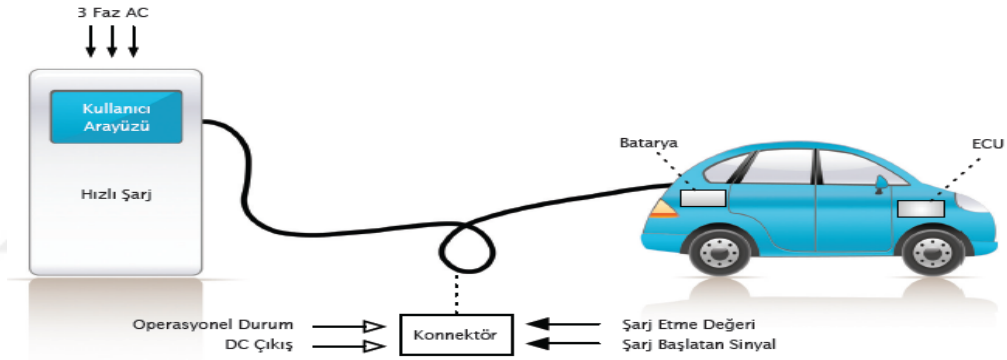 3 Faz AC
Kullanıcı
Arayüzü
Hızlı Şarj
Batarya
ECU
Operasyonel Durum
DC Çıkış
Konnektör
Şarj Etme Değeri
Şarj Başlatan Sinyal